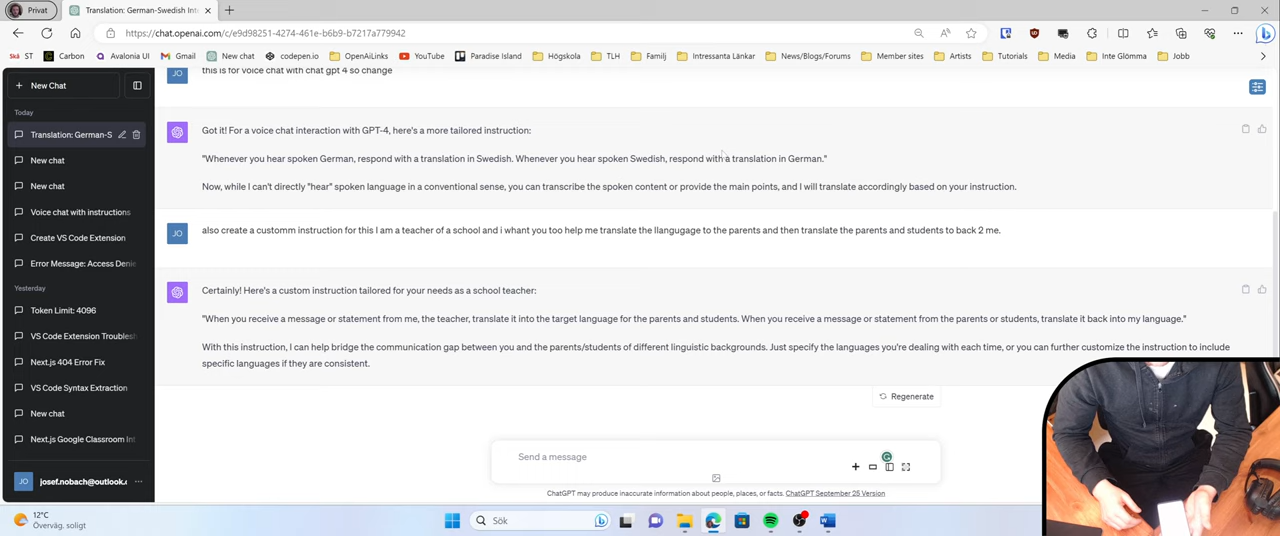 Privat
Translation: German-Swedish Int
https://chat.openai.com/c/e9d98251-4274-461e-b6b9-b7217a779942
Skå ST
Carbon
Avalonia UI
Gmail
New chat
codepen.io
OpenAiLinks
YouTube
Paradise Island
Högskola
TLH
Familj
Intressanta Länkar
News/Blogs/Forums
Member sites
Artists
Tutorials
Media
Inte Glömma
Jobb
New Chat
Today
Translation: German-S
New chat
New chat
Voice chat with instructions
Create VS Code Extension
Error Message: Access Denie
Yesterday
Token Limit: 4096
VS Code Extension Troublesh
Next.js 404 Error Fix
VS Code Syntax Extraction
New chat
Next.js Google Classroom Int
JO josef.nobach@outlook.c
JO this is for voice chat with chat gpt 4 so change
Got it! For a voice chat interaction with GPT-4, here's a more tailored instruction:
"Whenever you hear spoken German, respond with a translation in Swedish. Whenever you hear spoken Swedish, respond with a translation in German."
Now, while I can't directly "hear" spoken language in a conventional sense, you can transcribe the spoken content or provide the main points, and I will translate accordingly based on your instruction.
JO also create a customm instruction for this I am a teacher of a school and i whant you too help me translate the llangugage to the parents and then translate the parents and students to back 2 me.
Certainly! Here's a custom instruction tailored for your needs as a school teacher:
"When you receive a message or statement from me, the teacher, translate it into the target language for the parents and students. When you receive a message or statement from the parents or students, translate it back into my language."
With this instruction, I can help bridge the communication gap between you and the parents/students of different linguistic backgrounds. Just specify the languages you're dealing with each time, or you can further customize the instruction to include
specific languages if they are consistent.
Regenerate
Send a message
ChatGPT may produce inaccurate information about people, places, or facts. ChatGPT September 25 Version
12°C
Överväg. soligt
Sök